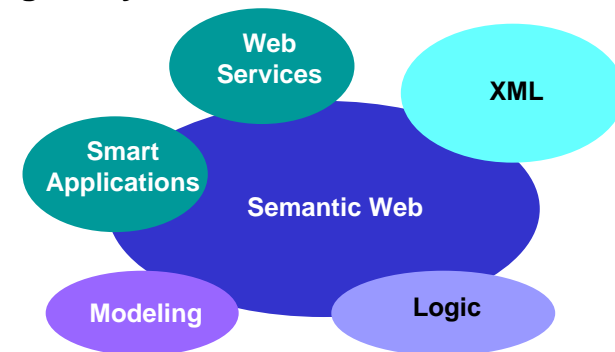 Web
Services
XML
Smart
Applications
Semantic Web
Modeling
Logic